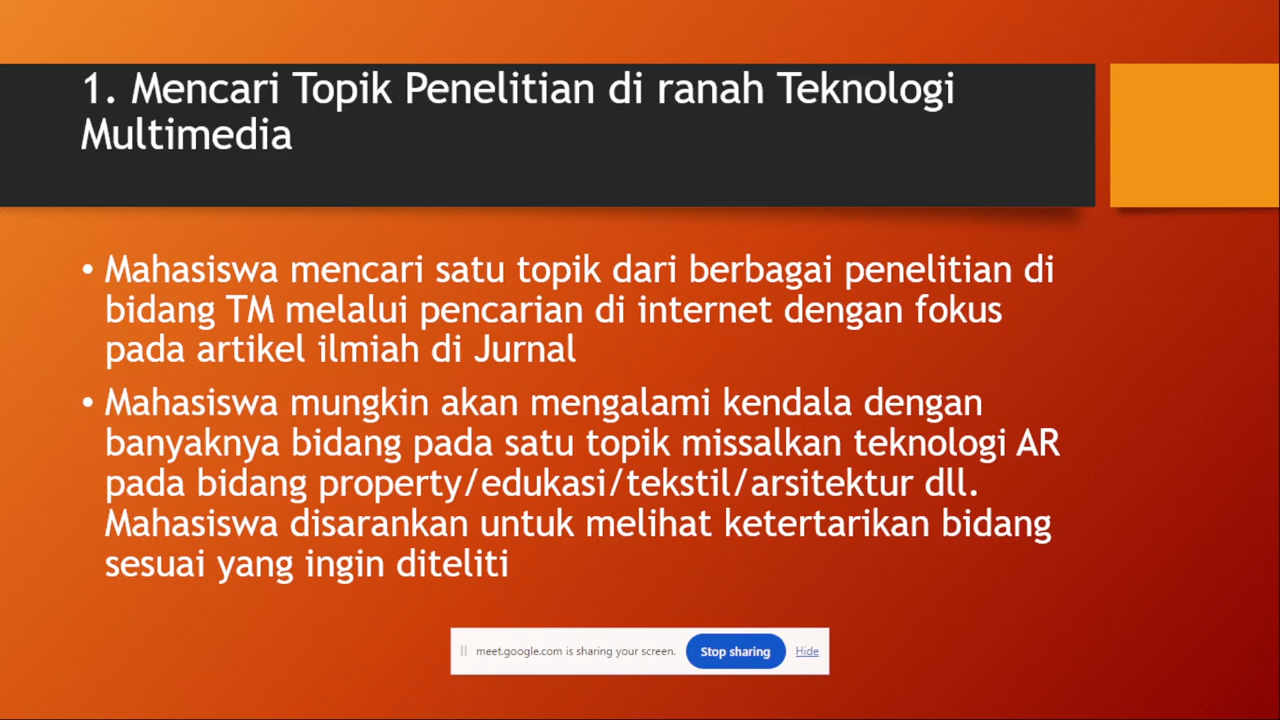 1. Mencari Topik Penelitian di ranah Teknologi
Multimedia
• Mahasiswa mencari satu topik dari berbagai penelitian di
bidang TM melalui pencarian di internet dengan fokus
pada artikel ilmiah di Jurnal
• Mahasiswa mungkin akan mengalami kendala dengan
banyaknya bidang pada satu topik missalkan teknologi AR
pada bidang property/edukasi/tekstil/arsitektur dll.
Mahasiswa disarankan untuk melihat ketertarikan bidang
sesuai yang ingin diteliti
meet.google.com is sharing your screen. Stop sharing Hide